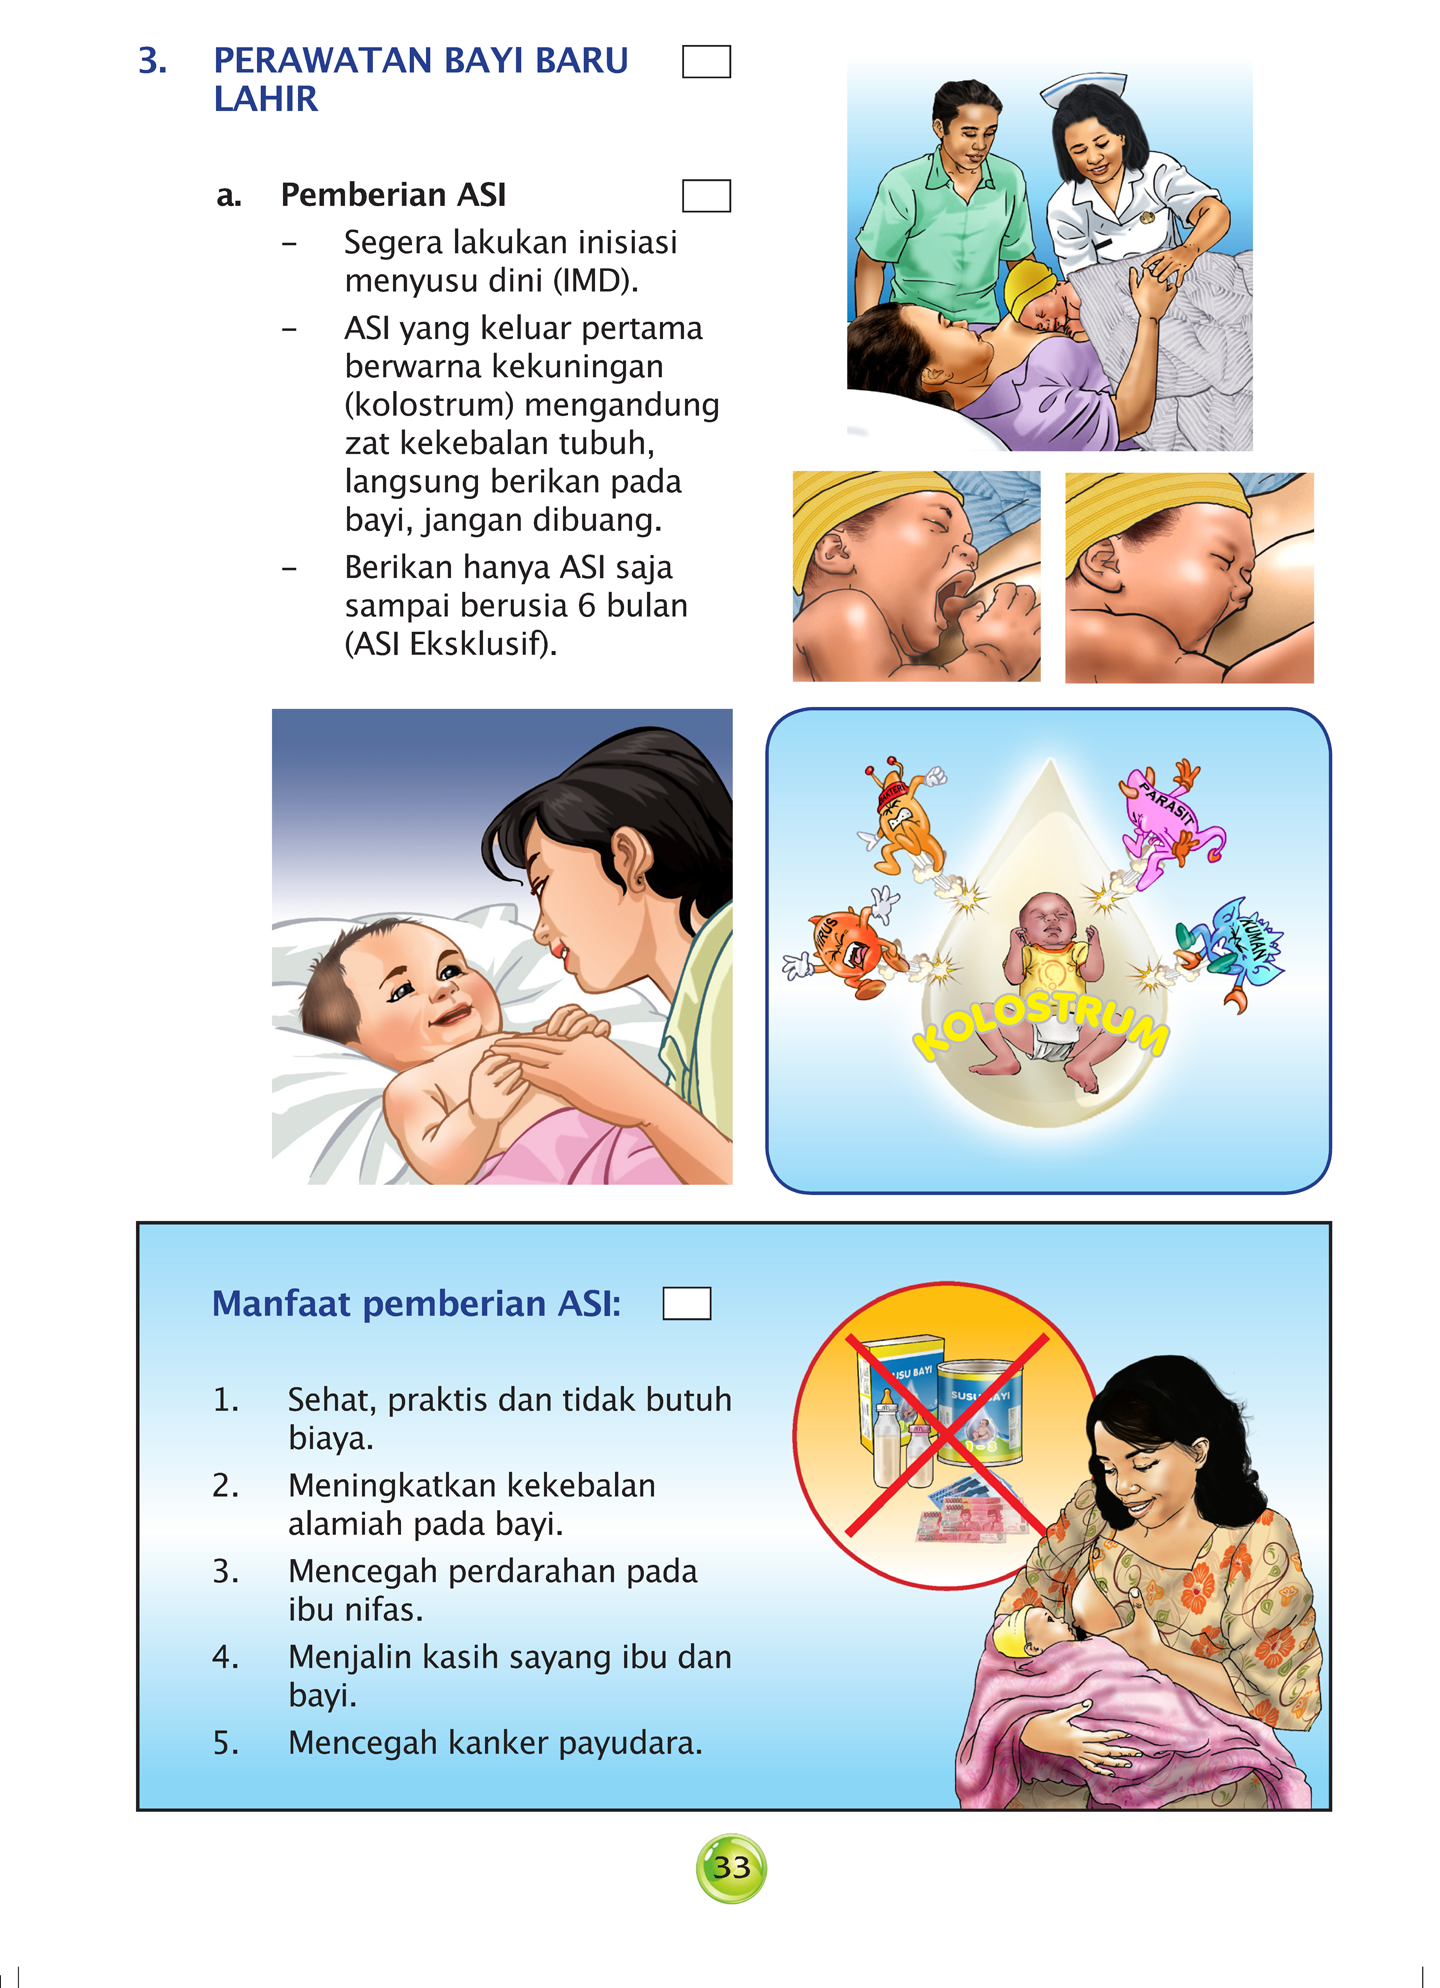 3. PERAWATAN BAYI BARU
LAHIR
a. Pemberian ASI
– Segera lakukan inisiasi
menyusu dini (IMD).
– ASI yang keluar pertama
berwarna kekuningan
(kolostrum) mengandung
zat kekebalan tubuh,
langsung berikan pada
bayi, jangan dibuang.
– Berikan hanya ASI saja
sampai berusia 6 bulan
(ASI Eksklusif).
PARASIT
VIRUS
KUMAN
KOLOSTRUM
Manfaat pemberian ASI:
1. Sehat, praktis dan tidak butuh
biaya.
2. Meningkatkan kekebalan
alamiah pada bayi.
3. Mencegah perdarahan pada
ibu nifas.
4. Menjalin kasih sayang ibu dan
bayi.
5. Mencegah kanker payudara.
SUSU BAYI
SUSU BAYI
100000
100000
33